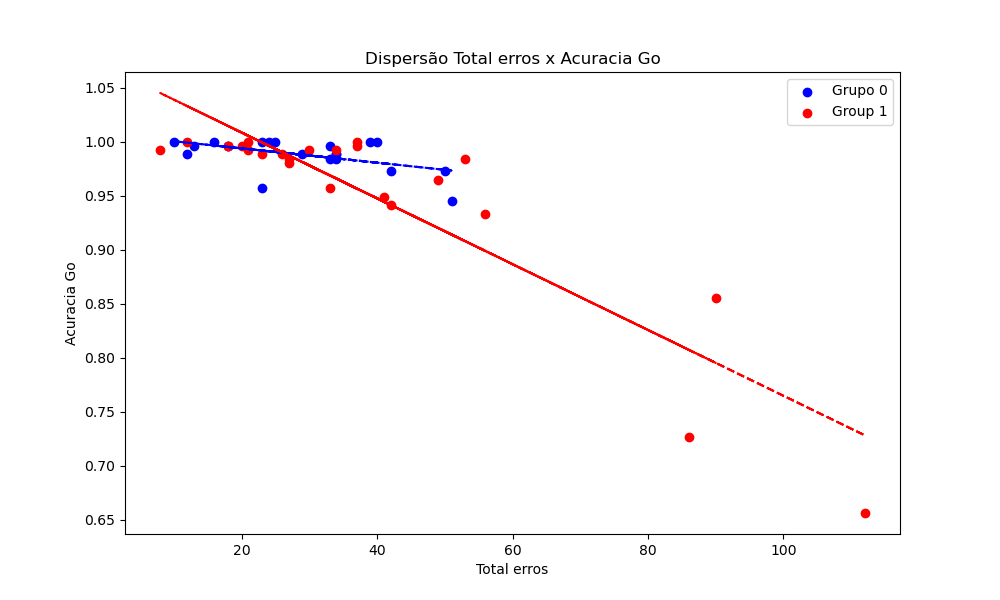 Dispersão Total erros x Acuracia Go
Grupo 0
Group 1
1.05
1.00
0.95
0.90
0.85
0.80
0.75
0.70
0.65
Acuracia Go
20 40 60 80 100
Total erros